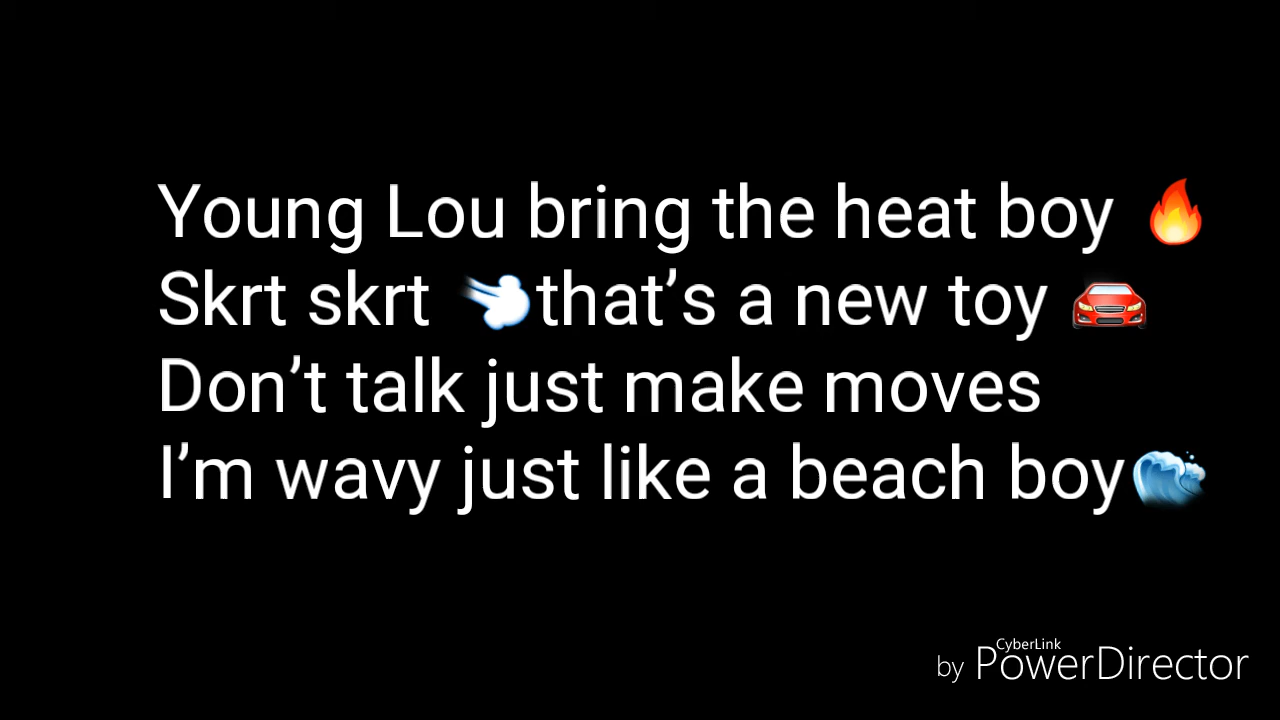 Young Lou bring the heat boy 🔥
Skrt skrt 💨that’s a new toy 🚘
Don’t talk just make moves
I’m wavy just like a beach boy🌊
by CyberLink PowerDirector